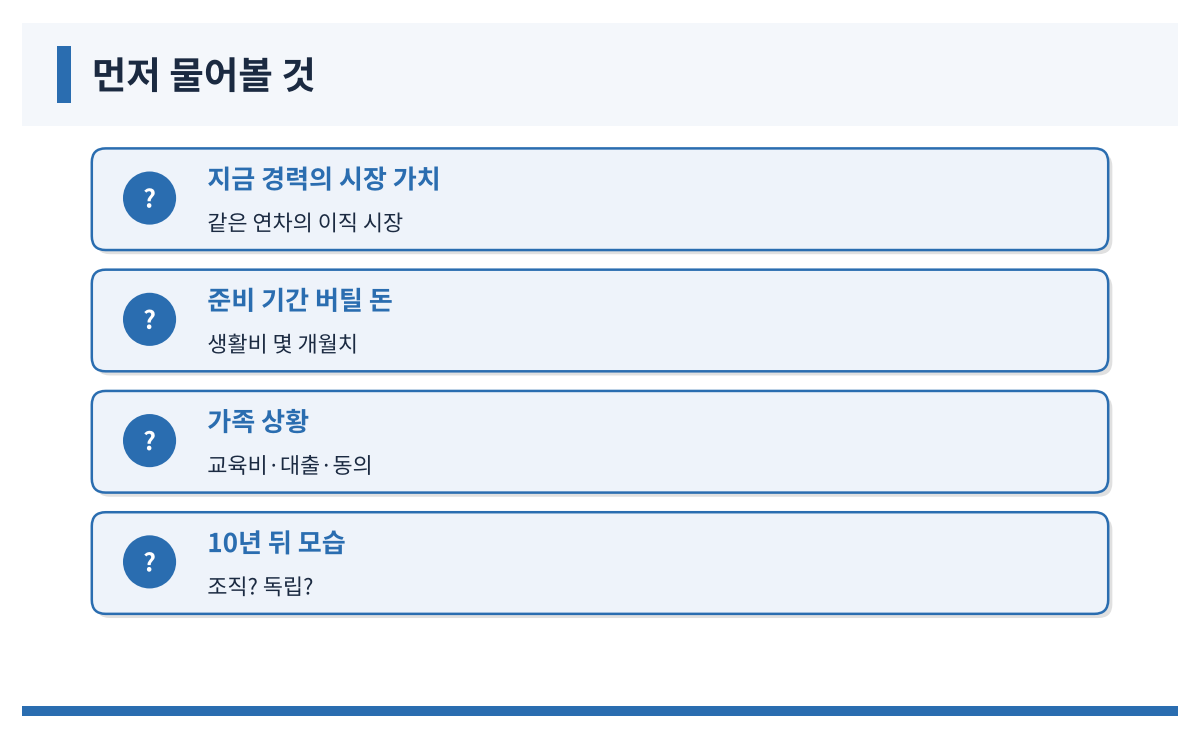 먼저 물어볼 것
?
지금 경력의 시장 가치
같은 연차의 이직 시장
?
준비 기간 버틸 돈
생활비 몇 개월치
?
가족 상황
교육비·대출·동의
?
10년 뒤 모습
조직? 독립?